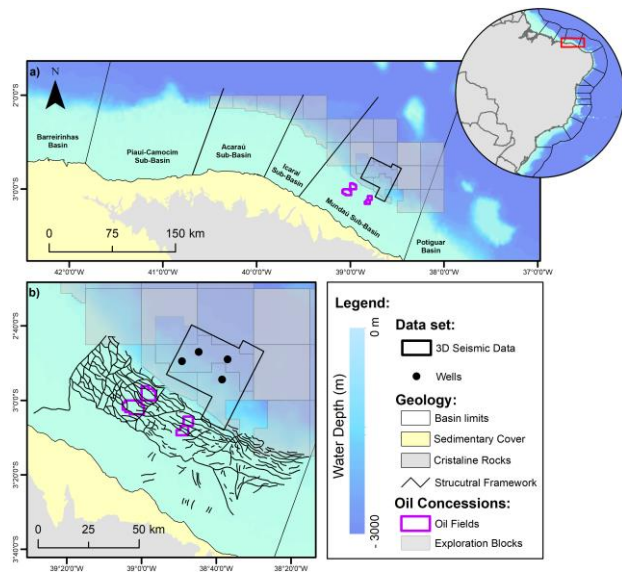 a)
N
2°0'0"S
3°0'0"S
Barreirinhas
Basin
Piauí-Camocim
Sub-Basin
Acaraú
Sub-Basin
Icaraí
Sub-Basin
Mundaú Sub-Basin
Potiguar
Basin
0 75 150 km
42°0'0"W 41°0'0"W 40°0'0"W 39°0'0"W 38°0'0"W 37°0'0"W
b)
2°40'0"S
3°0'0"S
3°20'0"S
3°40'0"S
0 25 50 km
39°20'0"W 39°0'0"W 38°40'0"W 38°20'0"W
Legend:
0 m
Water Depth (m)
- 3000
Data set:
3D Seismic Data
Wells
Geology:
Basin limits
Sedimentary Cover
Cristaline Rocks
Strucutral Framework
Oil Concessions:
Oil Fields
Exploration Blocks